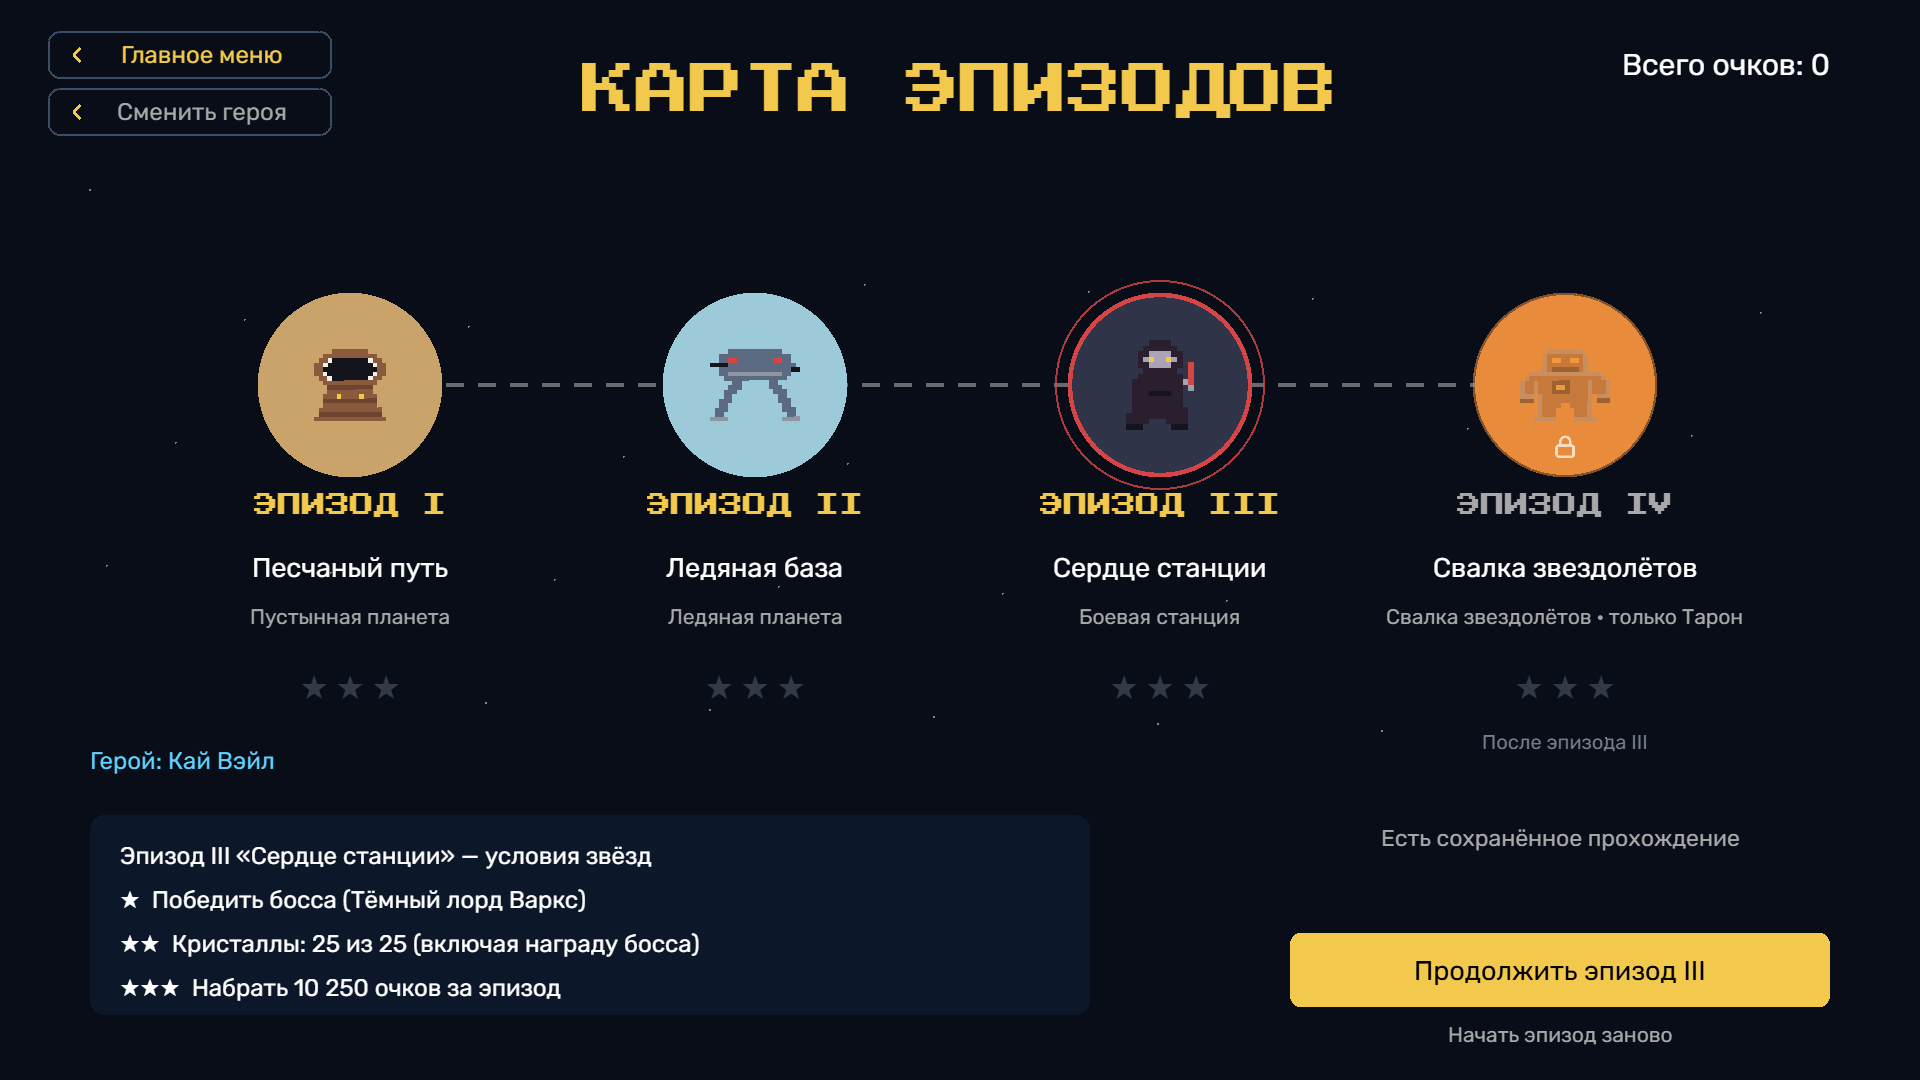 Главное меню
Сменить героя
КАРТА ЭПИЗОДОВ
Всего очков: 0
ЭПИЗОД I
Песчаный путь
Пустынная планета
ЭПИЗОД II
Ледяная база
Ледяная планета
ЭПИЗОД III
Сердце станции
Боевая станция
ЭПИЗОД IV
Свалка звездолётов
Свалка звездолётов • только Тарон
После эпизода III
Герой: Кай Вэйл
Эпизод III «Сердце станции» — условия звёзд
★ Победить босса (Тёмный лорд Варкс)
★★ Кристаллы: 25 из 25 (включая награду босса)
★★★ Набрать 10 250 очков за эпизод
Есть сохранённое прохождение
Продолжить эпизод III
Начать эпизод заново